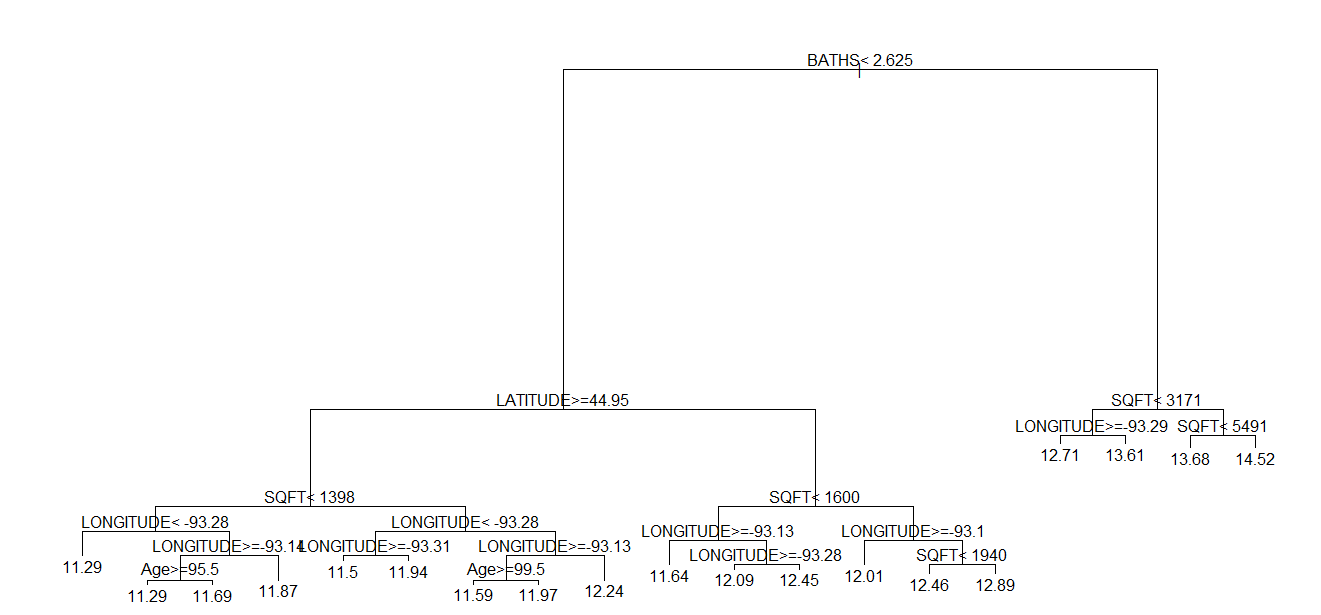 BATHS< 2.625
LATITUDE>=44.95
SQFT< 3171
LONGITUDE>=-93.29
SQFT< 5491
12.71
13.61
13.68
14.52
SQFT< 1398
SQFT< 1600
LONGITUDE< -93.28
LONGITUDE< -93.28
LONGITUDE>=-93.13
LONGITUDE>=-93.1
LONGITUDE>=-93.14
LONGITUDE>=-93.31
LONGITUDE>=-93.13
LONGITUDE>=-93.28
SQFT< 1940
11.29
Age>=95.5
11.5
11.94
Age>=99.5
11.64
12.09
12.45
12.01
12.46
12.89
11.29
11.69
11.87
11.59
11.97
12.24